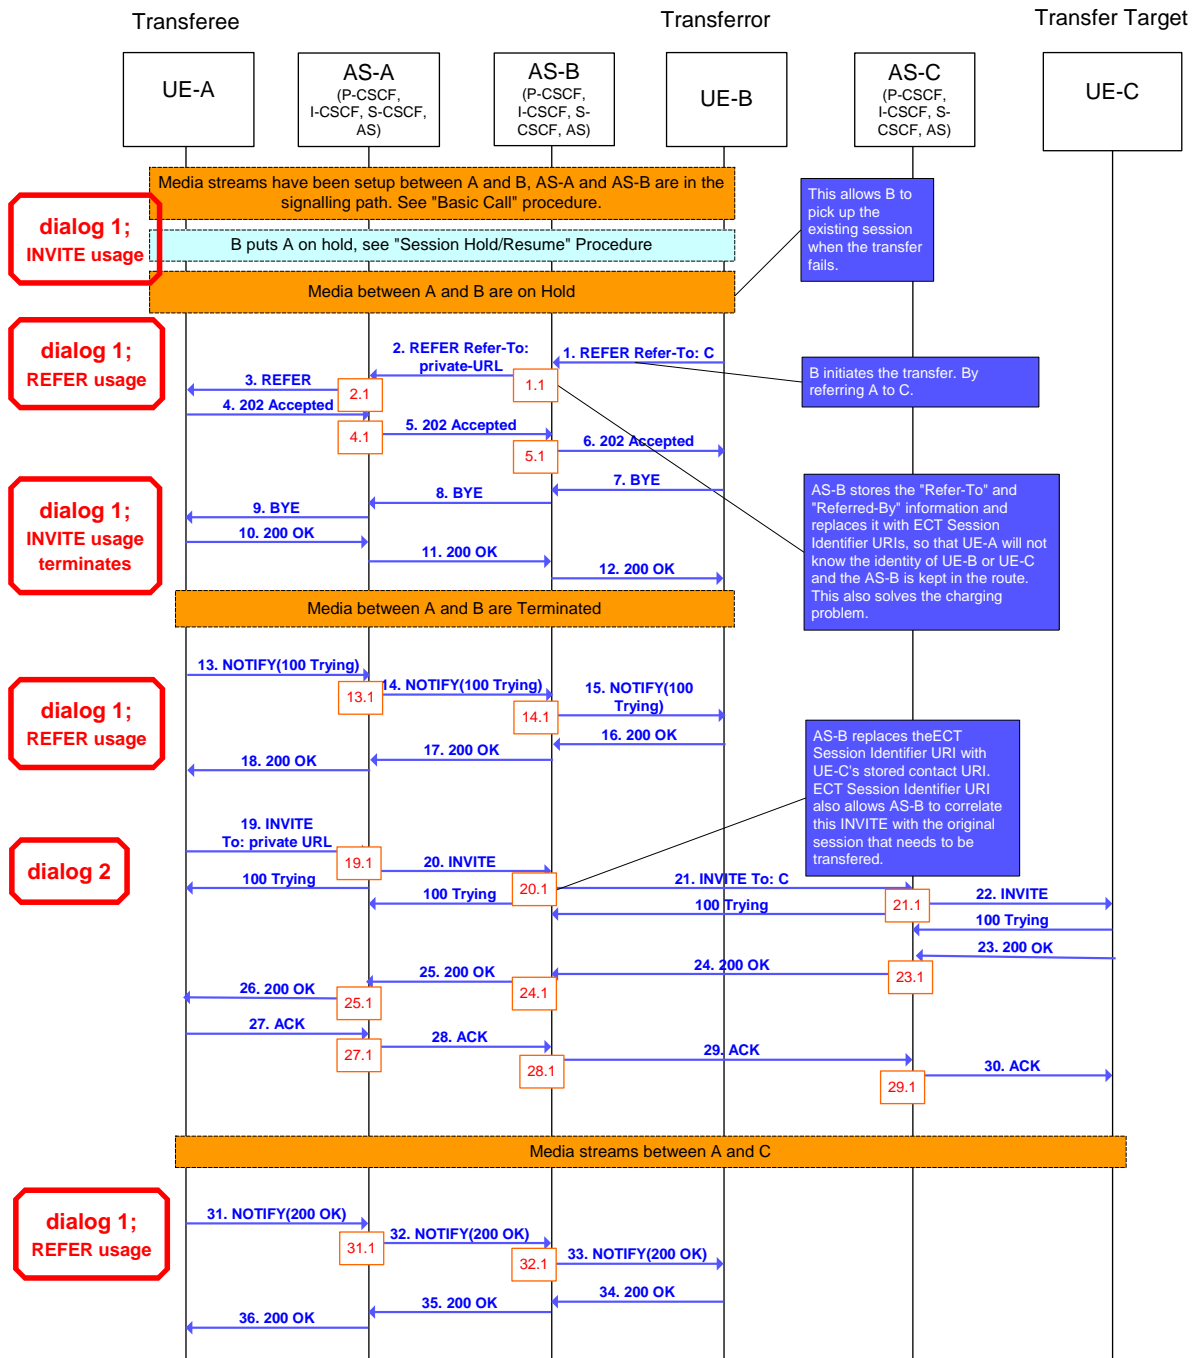 Transferee
Transferror
Transfer Target
UE-A
AS-A
(P-CSCF,
I-CSCF, S-CSCF,
AS)
AS-B
(P-CSCF,
I-CSCF, S-
CSCF, AS)
UE-B
AS-C
(P-CSCF,
I-CSCF, S-
CSCF, AS)
UE-C
Media streams have been setup between A and B, AS-A and AS-B are in the
signalling path. See "Basic Call" procedure.
This allows B to
pick up the
existing session
when the transfer
fails.
dialog 1;
INVITE usage
B puts A on hold, see "Session Hold/Resume" Procedure
Media between A and B are on Hold
dialog 1;
REFER usage
1. REFER Refer-To: C
2. REFER Refer-To:
private-URL
1.1
B initiates the transfer. By
referring A to C.
3. REFER
2.1
4. 202 Accepted
4.1
5. 202 Accepted
5.1
6. 202 Accepted
dialog 1;
INVITE usage
terminates
7. BYE
8. BYE
9. BYE
10. 200 OK
11. 200 OK
12. 200 OK
AS-B stores the "Refer-To" and
"Referred-By" information and
replaces it with ECT Session
Identifier URIs, so that UE-A will not
know the identity of UE-B or UE-C
and the AS-B is kept in the route.
This also solves the charging
problem.
Media between A and B are Terminated
dialog 1;
REFER usage
13. NOTIFY(100 Trying)
13.1
14. NOTIFY(100 Trying)
14.1
15. NOTIFY(100
Trying)
16. 200 OK
17. 200 OK
18. 200 OK
AS-B replaces theECT
Session Identifier URI with
UE-C's stored contact URI.
ECT Session Identifier URI
also allows AS-B to correlate
this INVITE with the original
session that needs to be
transfered.
dialog 2
19. INVITE
To: private URL
19.1
20. INVITE
100 Trying
20.1
21. INVITE To: C
100 Trying
21.1
22. INVITE
100 Trying
100 Trying
23. 200 OK
23.1
24. 200 OK
24.1
25. 200 OK
25.1
26. 200 OK
27. ACK
27.1
28. ACK
28.1
29. ACK
29.1
30. ACK
Media streams between A and C
dialog 1;
REFER usage
31. NOTIFY(200 OK)
31.1
32. NOTIFY(200 OK)
32.1
33. NOTIFY(200 OK)
34. 200 OK
35. 200 OK
36. 200 OK